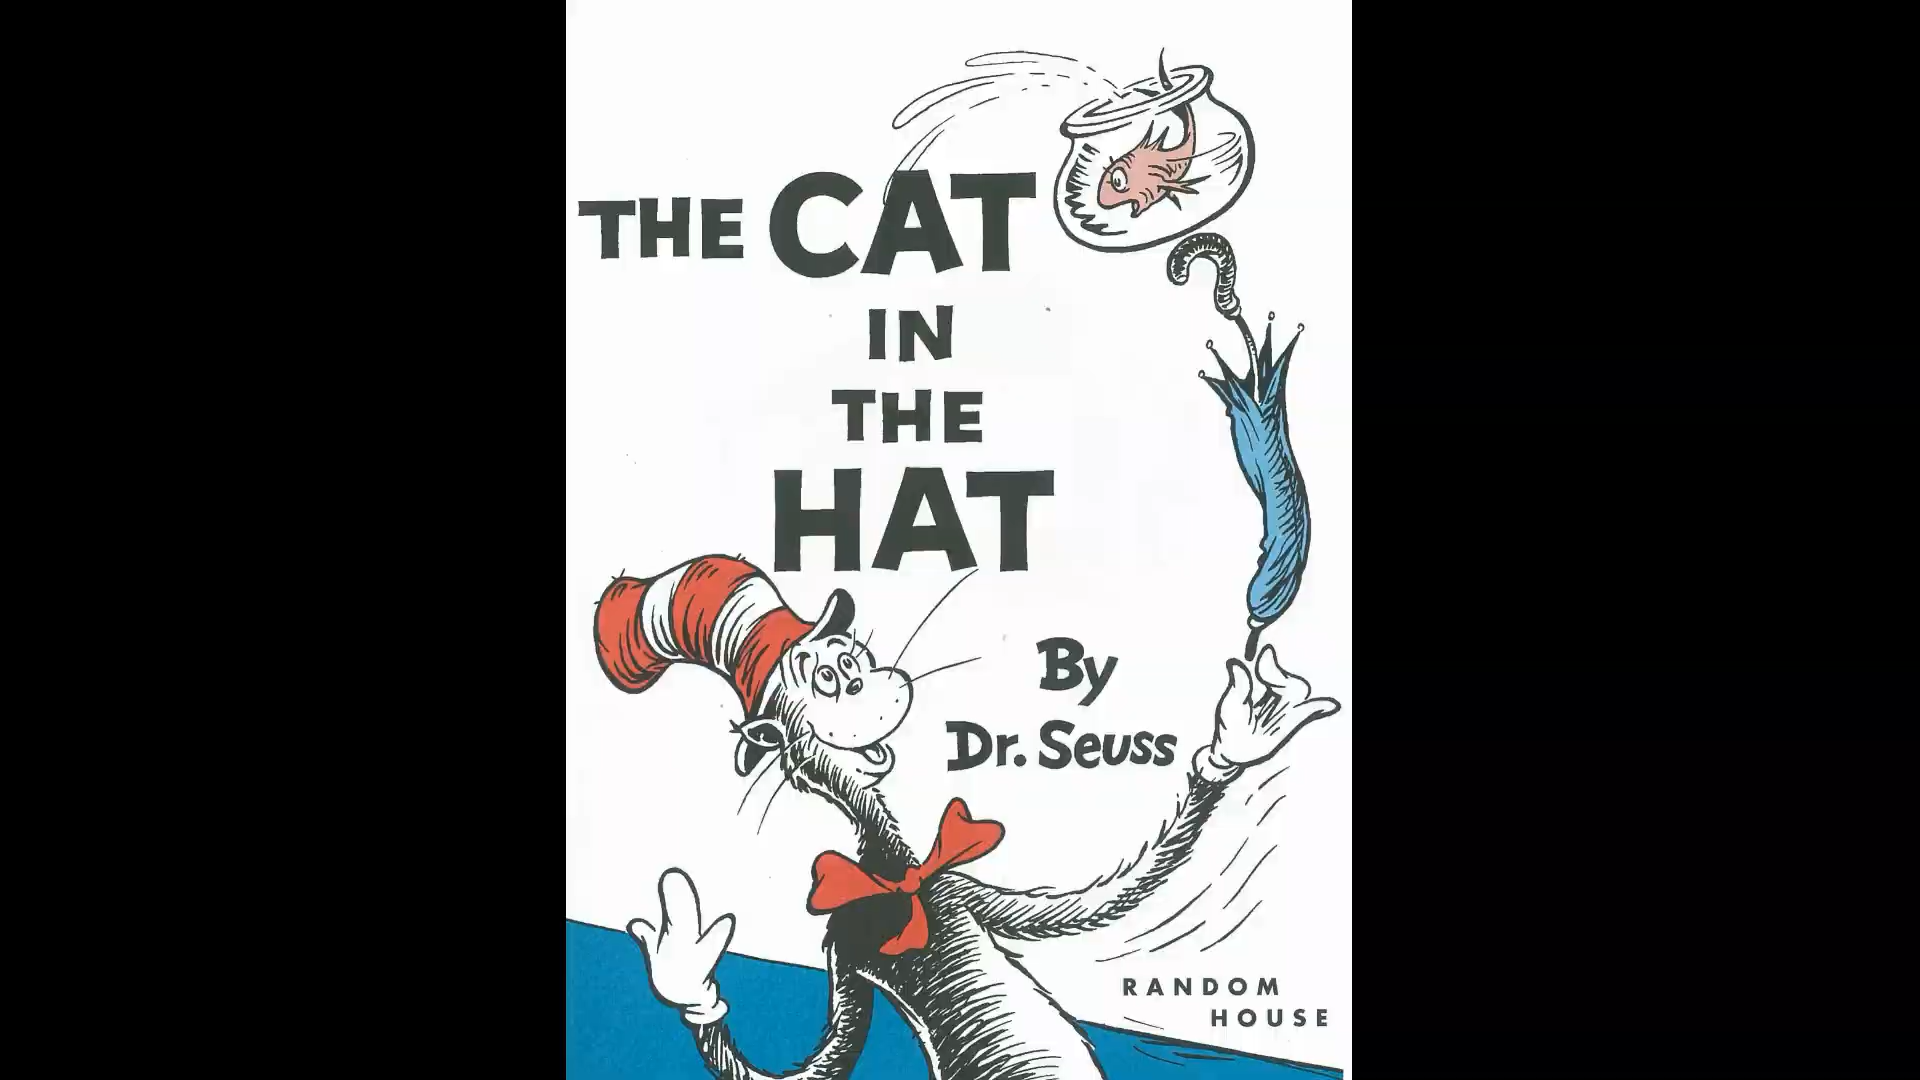 THE CAT
IN
THE
HAT
By
Dr. Seuss
RANDOM
HOUSE